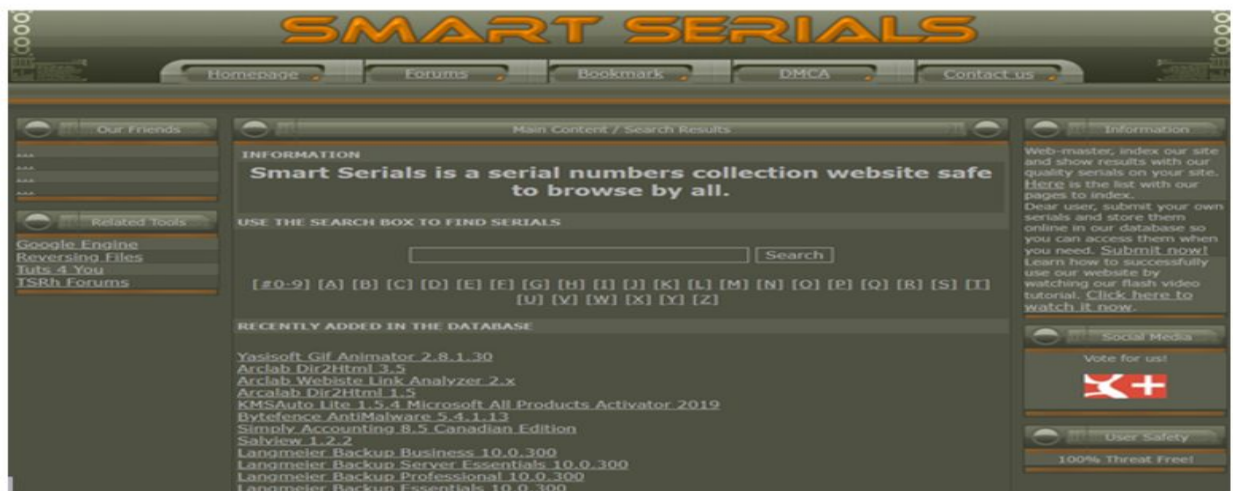 SMART SERIALS
Homepage
Forums
Bookmark
DMCA
Contact us
Our Friends
...
...
...
...
Related Tools
Google Engine
Reversing Files
Tuts 4 You
TSRh Forums
Main Content / Search Results
INFORMATION
Smart Serials is a serial numbers collection website safe
to browse by all.
USE THE SEARCH BOX TO FIND SERIALS
Search
[#0-9] [A] [B] [C] [D] [E] [F] [G] [H] [I] [J] [K] [L] [M] [N] [O] [P] [Q] [R] [S] [T]
[U] [V] [W] [X] [Y] [Z]
RECENTLY ADDED IN THE DATABASE
Yasisoft Gif Animator 2.8.1.30
Arclab Dir2Html 3.5
Arclab Webiste Link Analyzer 2.x
Arcalab Dir2Html 1.5
KMSAuto Lite 1.5.4 Microsoft All Products Activator 2019
Bytefence AntiMalware 5.4.1.13
Simply Accounting 8.5 Canadian Edition
Salview 1.2.2
Langmeier Backup Business 10.0.300
Langmeier Backup Server Essentials 10.0.300
Langmeier Backup Professional 10.0.300
Langmeier Backup Essentials 10.0.300
Information
Web-master, index our site
and show results with our
quality serials on your site.
Here is the list with our
pages to index.
Dear user, submit your own
serials and store them
online in our database so
you can access them when
you need. Submit now!
Learn how to successfully
use our website by
watching our flash video
tutorial. Click here to
watch it now.
Social Media
Vote for us!
User Safety
100% Threat Free!